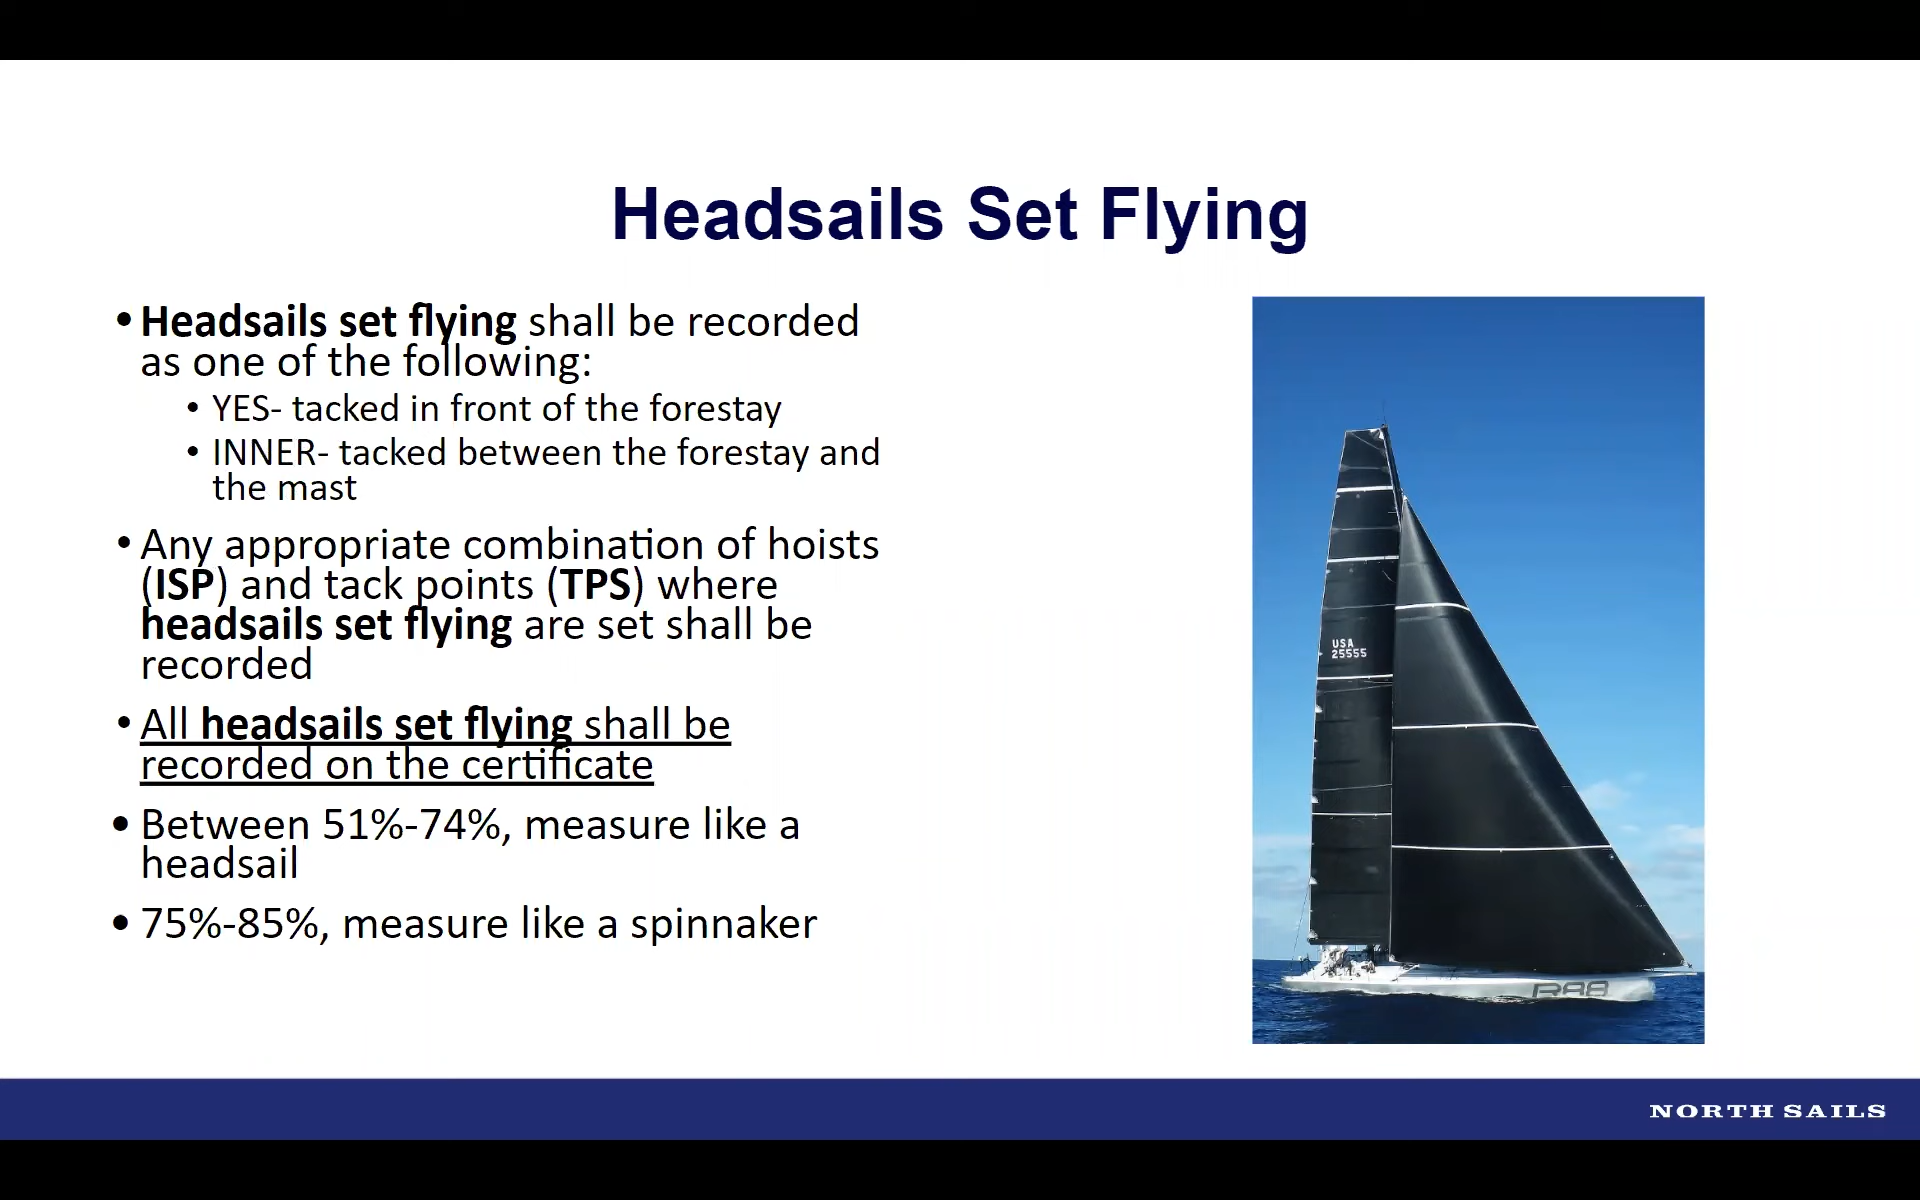 Headsails Set Flying
• Headsails set flying shall be recorded
as one of the following:
• YES- tacked in front of the forestay
• INNER- tacked between the forestay and
the mast
• Any appropriate combination of hoists
(ISP) and tack points (TPS) where
headsails set flying are set shall be
recorded
• All headsails set flying shall be
recorded on the certificate
• Between 51%-74%, measure like a
headsail
• 75%-85%, measure like a spinnaker
USA
25555
NORTH SAILS